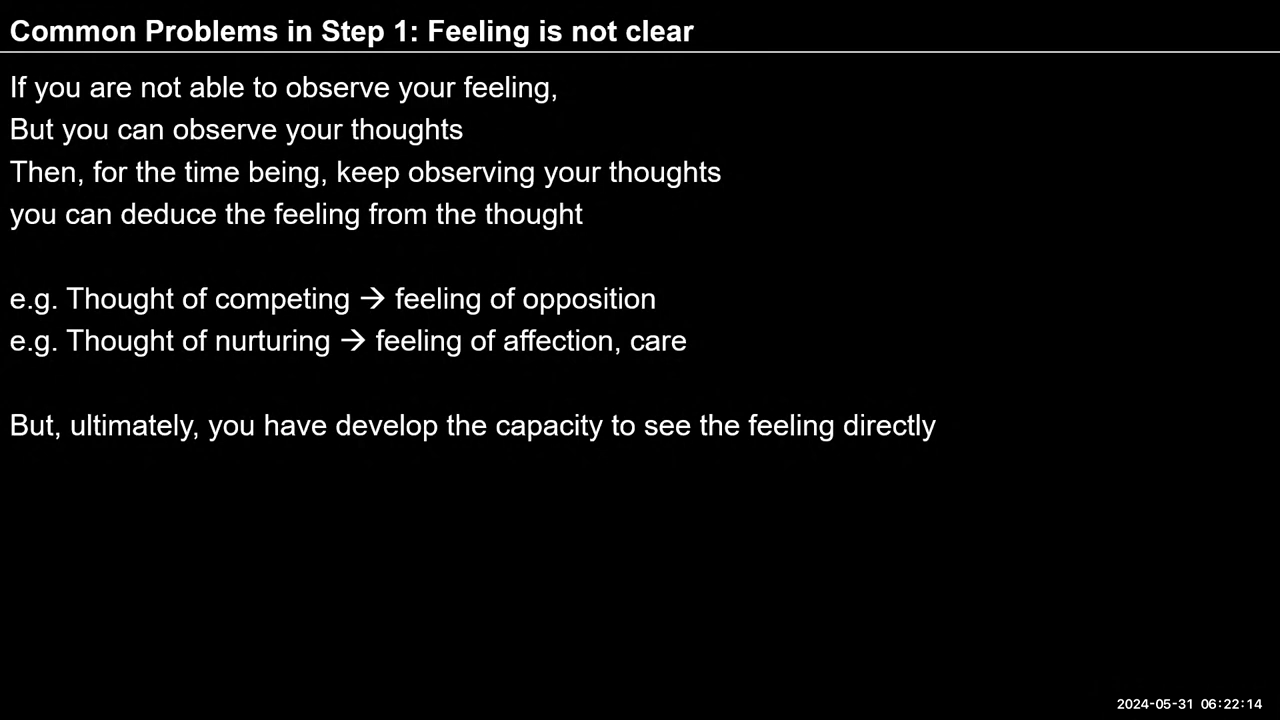 Common Problems in Step 1: Feeling is not clear
If you are not able to observe your feeling,
But you can observe your thoughts
Then, for the time being, keep observing your thoughts
you can deduce the feeling from the thought
e.g. Thought of competing → feeling of opposition
e.g. Thought of nurturing → feeling of affection, care
But, ultimately, you have develop the capacity to see the feeling directly
2024-05-31 06:22:14